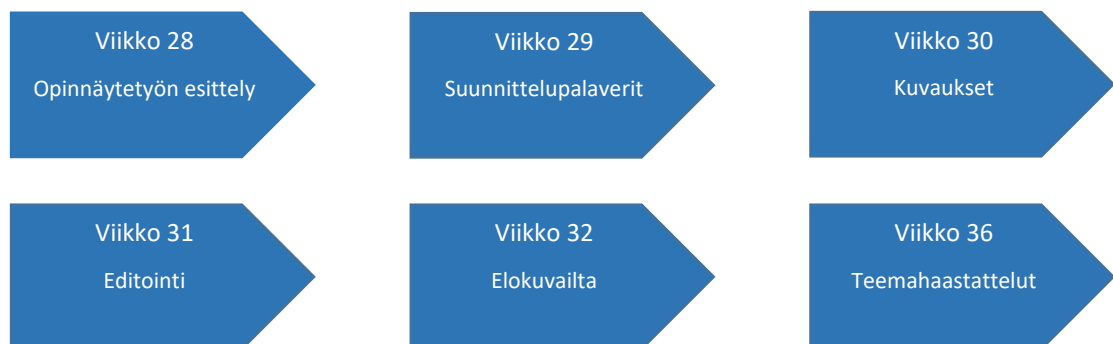 Viikko 28
Opinnäytetyön esittely
Viikko 29
Suunnittelupalaverit
Viikko 30
Kuvaukset
Viikko 31
Editointi
Viikko 32
Elokuvailta
Viikko 36
Teemahaastattelut